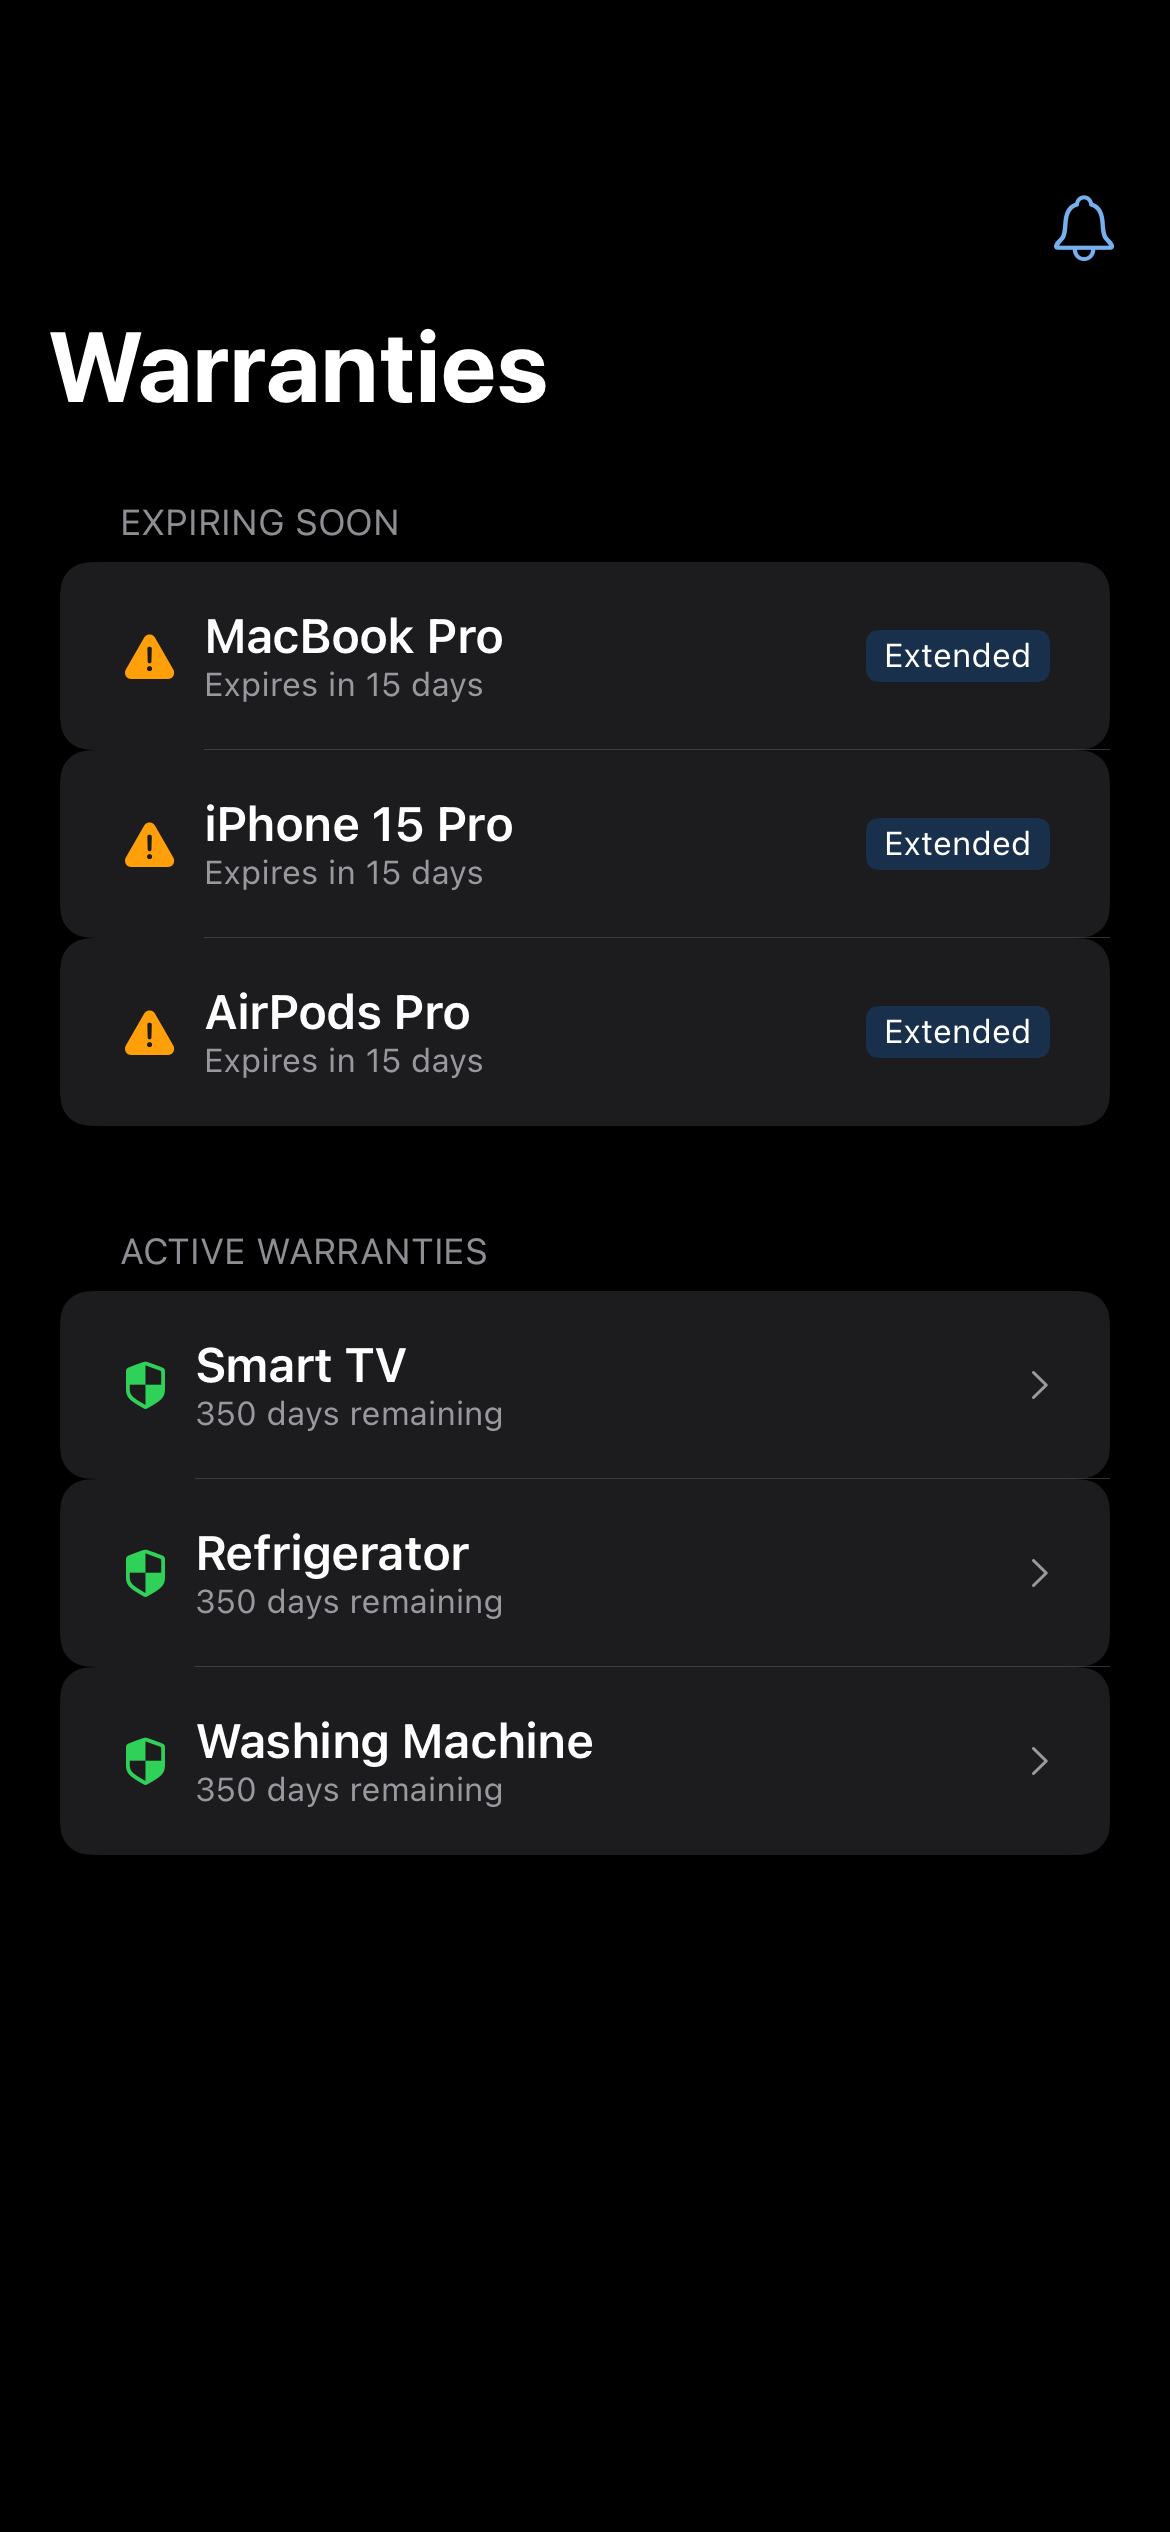 Warranties
EXPIRING SOON
MacBook Pro
Expires in 15 days
Extended
iPhone 15 Pro
Expires in 15 days
Extended
AirPods Pro
Expires in 15 days
Extended
ACTIVE WARRANTIES
Smart TV
350 days remaining
Refrigerator
350 days remaining
Washing Machine
350 days remaining